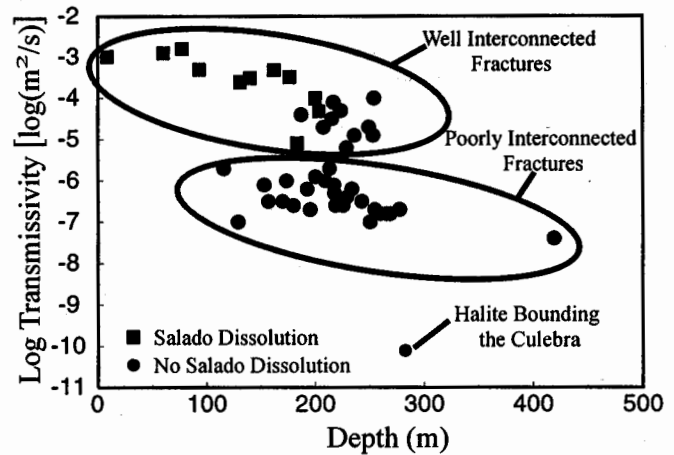 -2
-3
-4
-5
-6
-7
-8
-9
-10
-11
Log Transmissivity [log(m²/s)]
Well Interconnected
Fractures
Poorly Interconnected
Fractures
Halite Bounding
the Culebra
Salado Dissolution
No Salado Dissolution
0 100 200 300 400 500
Depth (m)